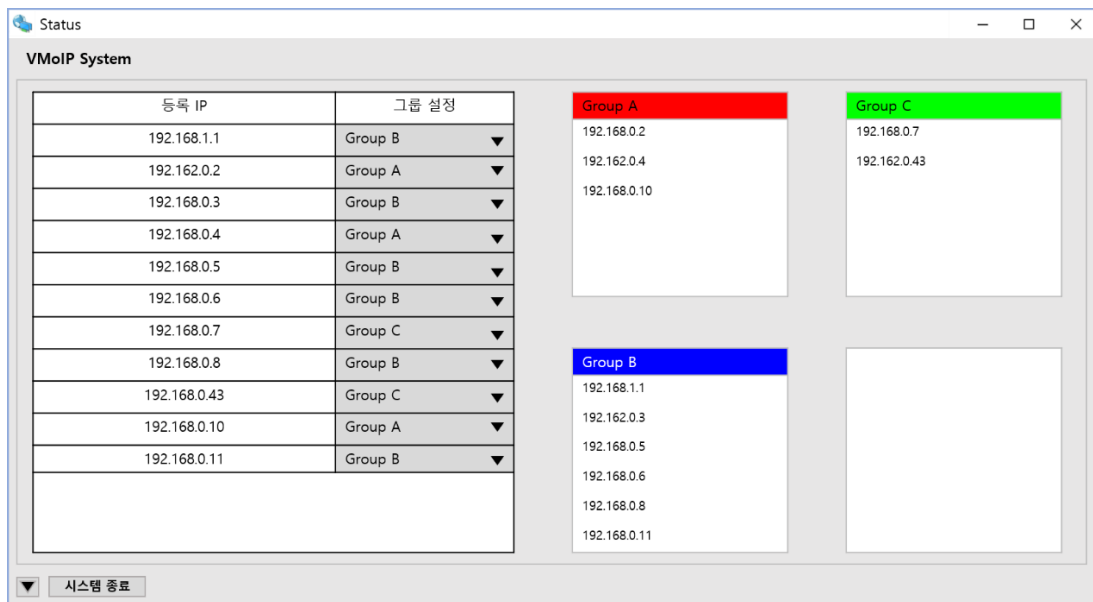 Status
VMoIP System
등록 IP 그룹 설정
192.168.1.1 Group B
192.162.0.2 Group A
192.168.0.3 Group B
192.168.0.4 Group A
192.168.0.5 Group B
192.168.0.6 Group B
192.168.0.7 Group C
192.168.0.8 Group B
192.168.0.43 Group C
192.168.0.10 Group A
192.168.0.11 Group B
Group A
192.168.0.2
192.162.0.4
192.168.0.10
Group C
192.168.0.7
192.162.0.43
Group B
192.168.1.1
192.162.0.3
192.168.0.5
192.168.0.6
192.168.0.8
192.168.0.11
시스템 종료